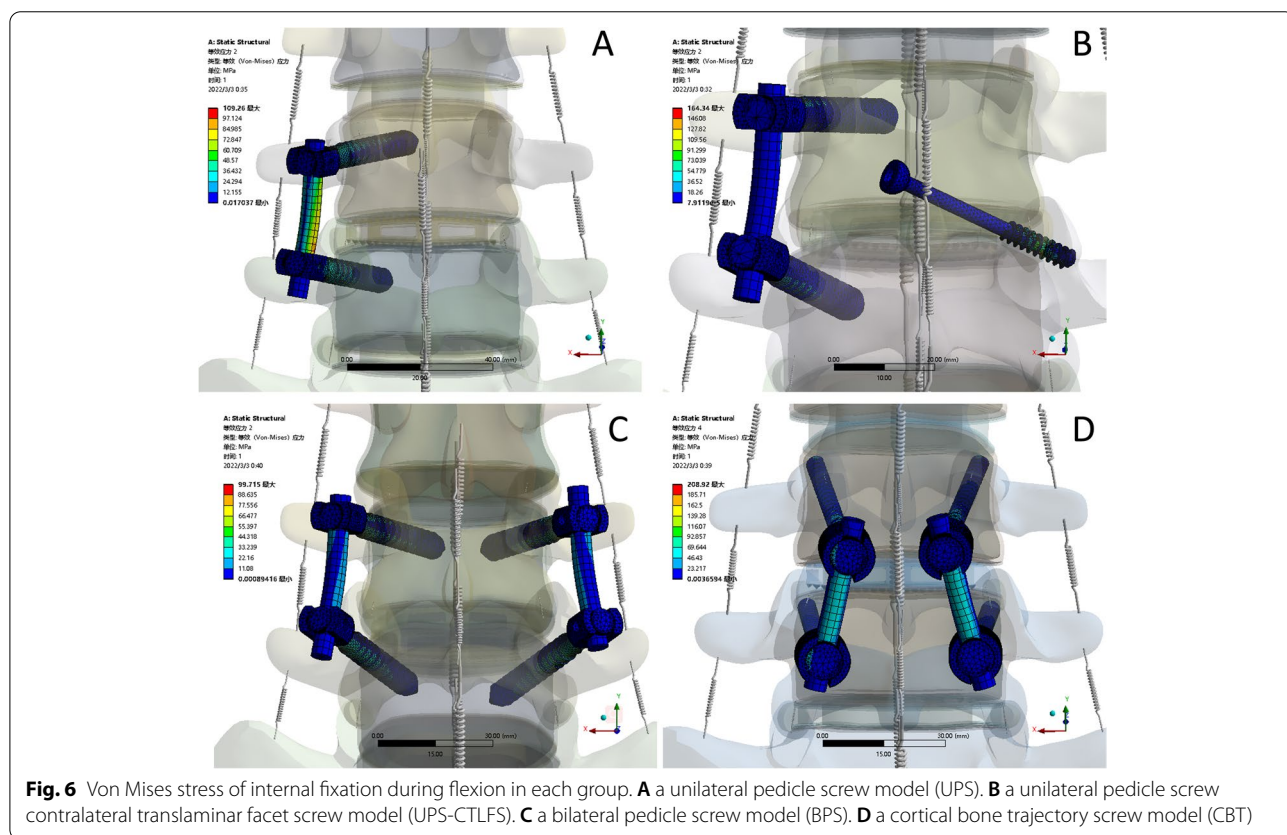 A
A: Static Structural
等效应力 2
类型: 等效 (Von-Mises) 应力
单位: MPa
时间: 1
2022/3/3 0:35
109.26 最大
97.124
84.985
72.847
60.709
48.57
36.432
24.294
12.155
0.017037 最小
0.00
40.00 (mm)
20.00
X
Y
B
A: Static Structural
等效应力 2
类型: 等效 (Von-Mises) 应力
单位: MPa
时间: 1
2022/3/3 0:32
164.34 最大
146.08
127.82
109.56
91.299
73.039
54.779
36.52
18.26
最小
0.00
20.00 (mm)
10.00
X
Y
C
A: Static Structural
等效应力 2
类型: 等效 (Von-Mises) 应力
单位: MPa
时间: 1
2022/3/3 0:40
99.715 最大
88.635
77.556
66.477
55.397
44.318
33.239
22.16
11.08
0.00089416 最小
0.00
30.00 (mm)
15.00
X
Y
D
A: Static Structural
等效应力 4
类型: 等效 (Von-Mises) 应力
单位: MPa
时间: 1
2022/3/3 0:39
208.92 最大
185.71
162.5
139.28
116.07
92.857
69.644
46.43
23.217
0.0036594 最小
0.00
30.00 (mm)
15.00
X
Y
Fig. 6 Von Mises stress of internal fixation during flexion in each group. A a unilateral pedicle screw model (UPS). B a unilateral pedicle screw
contralateral translaminar facet screw model (UPS-CTLFS). C a bilateral pedicle screw model (BPS). D a cortical bone trajectory screw model (CBT)